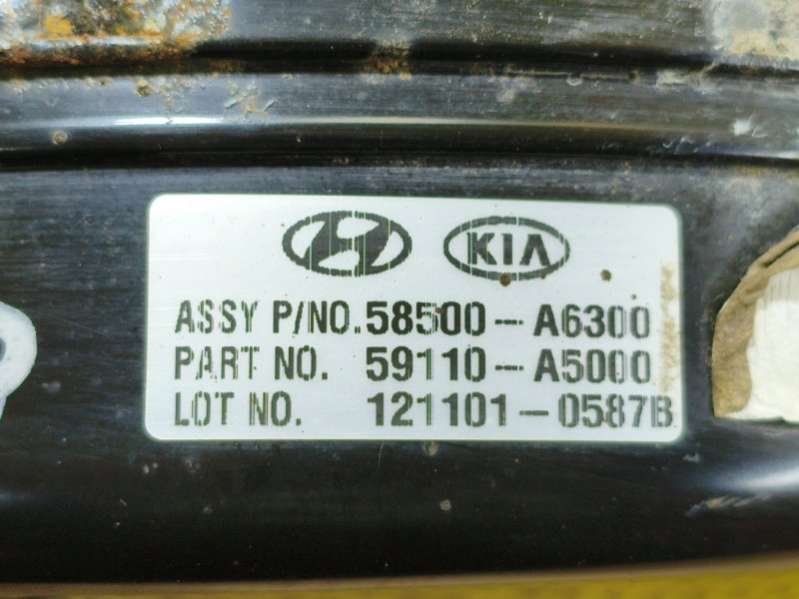 KIA
ASSY P/NO. 58500-A6300
PART NO. 59110-A5000
LOT NO. 121101-0587B